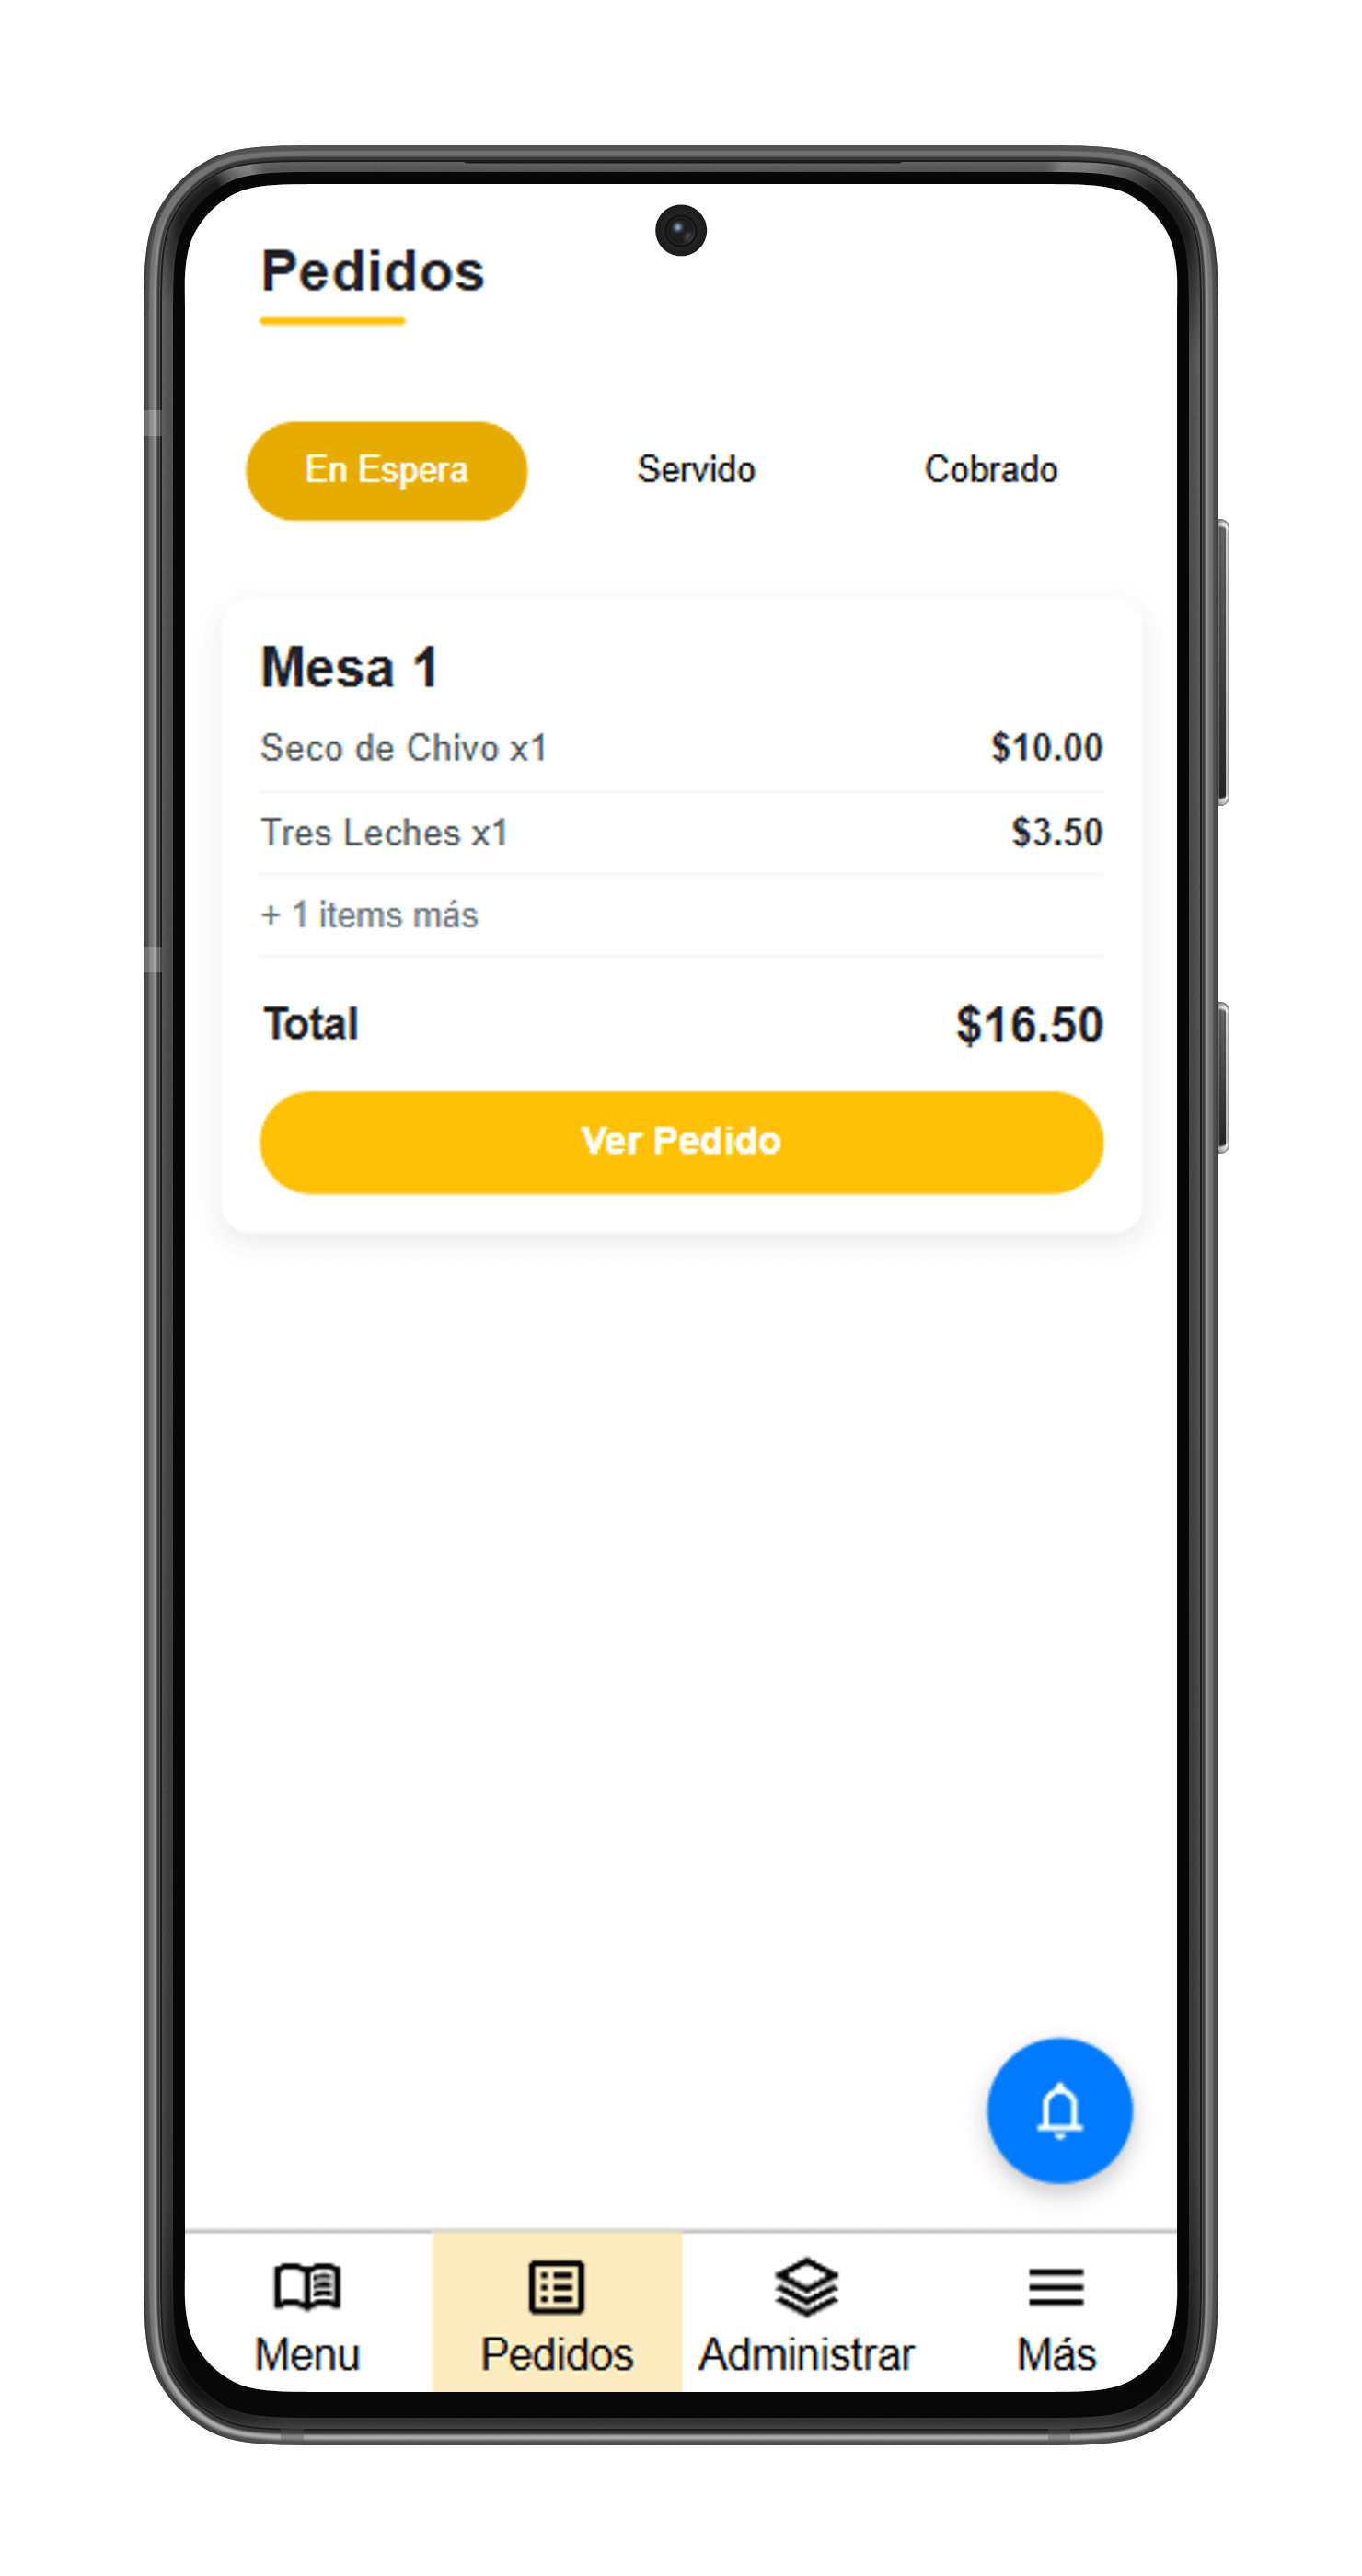 Pedidos
En Espera Servido Cobrado
Mesa 1
Seco de Chivo x1 $10.00
Tres Leches x1 $3.50
+ 1 items más
Total $16.50
Ver Pedido
Menu Pedidos Administrar Más